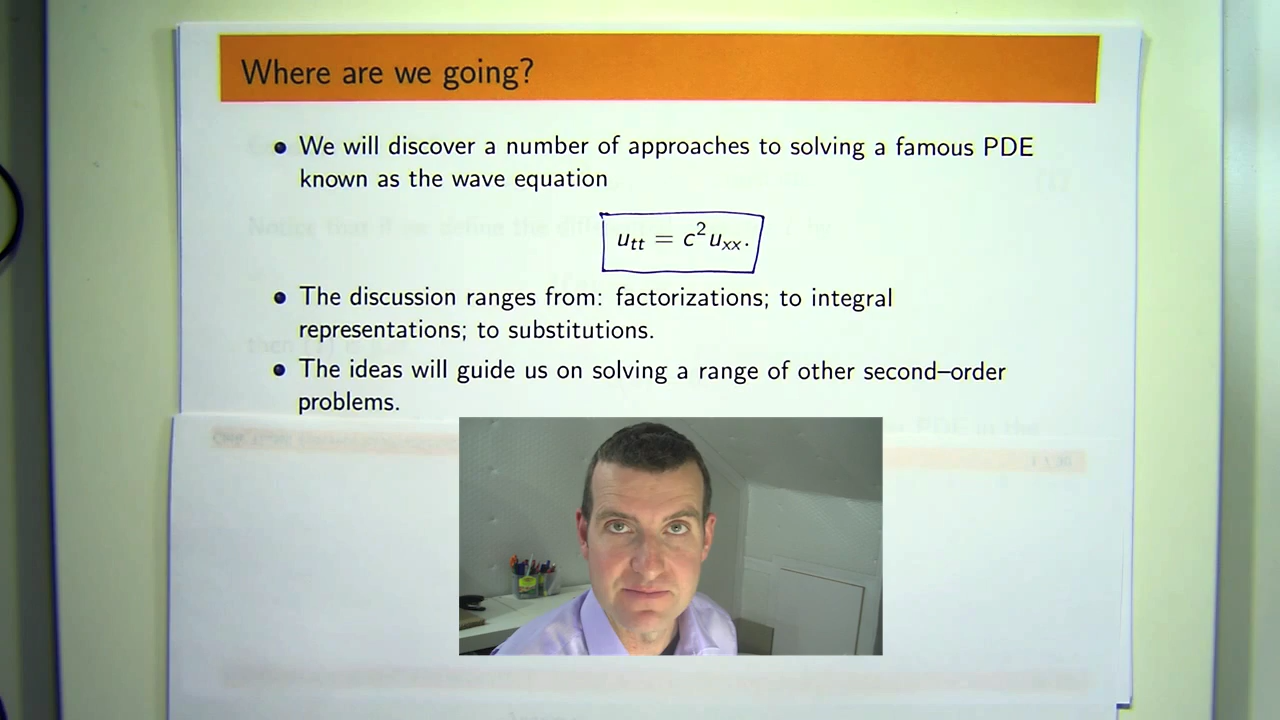 Where are we going?
We will discover a number of approaches to solving a famous PDE
known as the wave equation
u_tt = c²u_xx.
The discussion ranges from: factorizations; to integral
representations; to substitutions.
The ideas will guide us on solving a range of other second–order
problems.